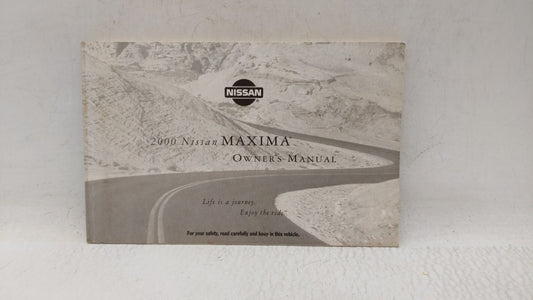 NISSAN
2000 Nissan MAXIMA
OWNER'S MANUAL
Life is a journey.
Enjoy the ride.
For your safety, read carefully and keep in this vehicle.